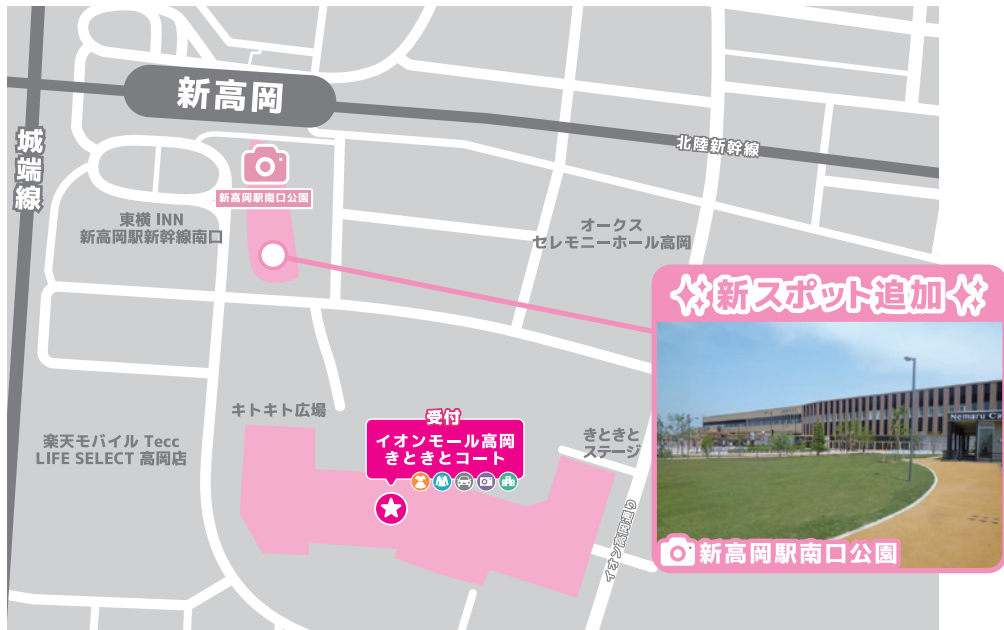 新高岡
城端線
北陸新幹線
新高岡駅南口公園
東横 INN
新高岡駅新幹線南口
オークス
セレモニーホール高岡
新スポット追加
Nemaru Ca
新高岡駅南口公園
キトキト広場
受付
イオンモール高岡
きときとコート
きときと
ステージ
楽天モバイル Tecc
LIFE SELECT 高岡店
イオン高岡通り